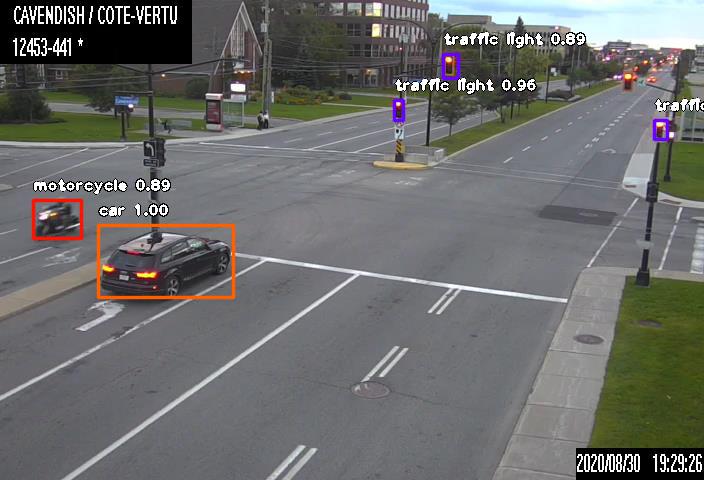 CAVENDISH / COTE-VERTU
12453-441 *
traffic light 0.89
traffic light 0.96
traffic
motorcycle 0.89
car 1.00
2020/08/30 19:29:26